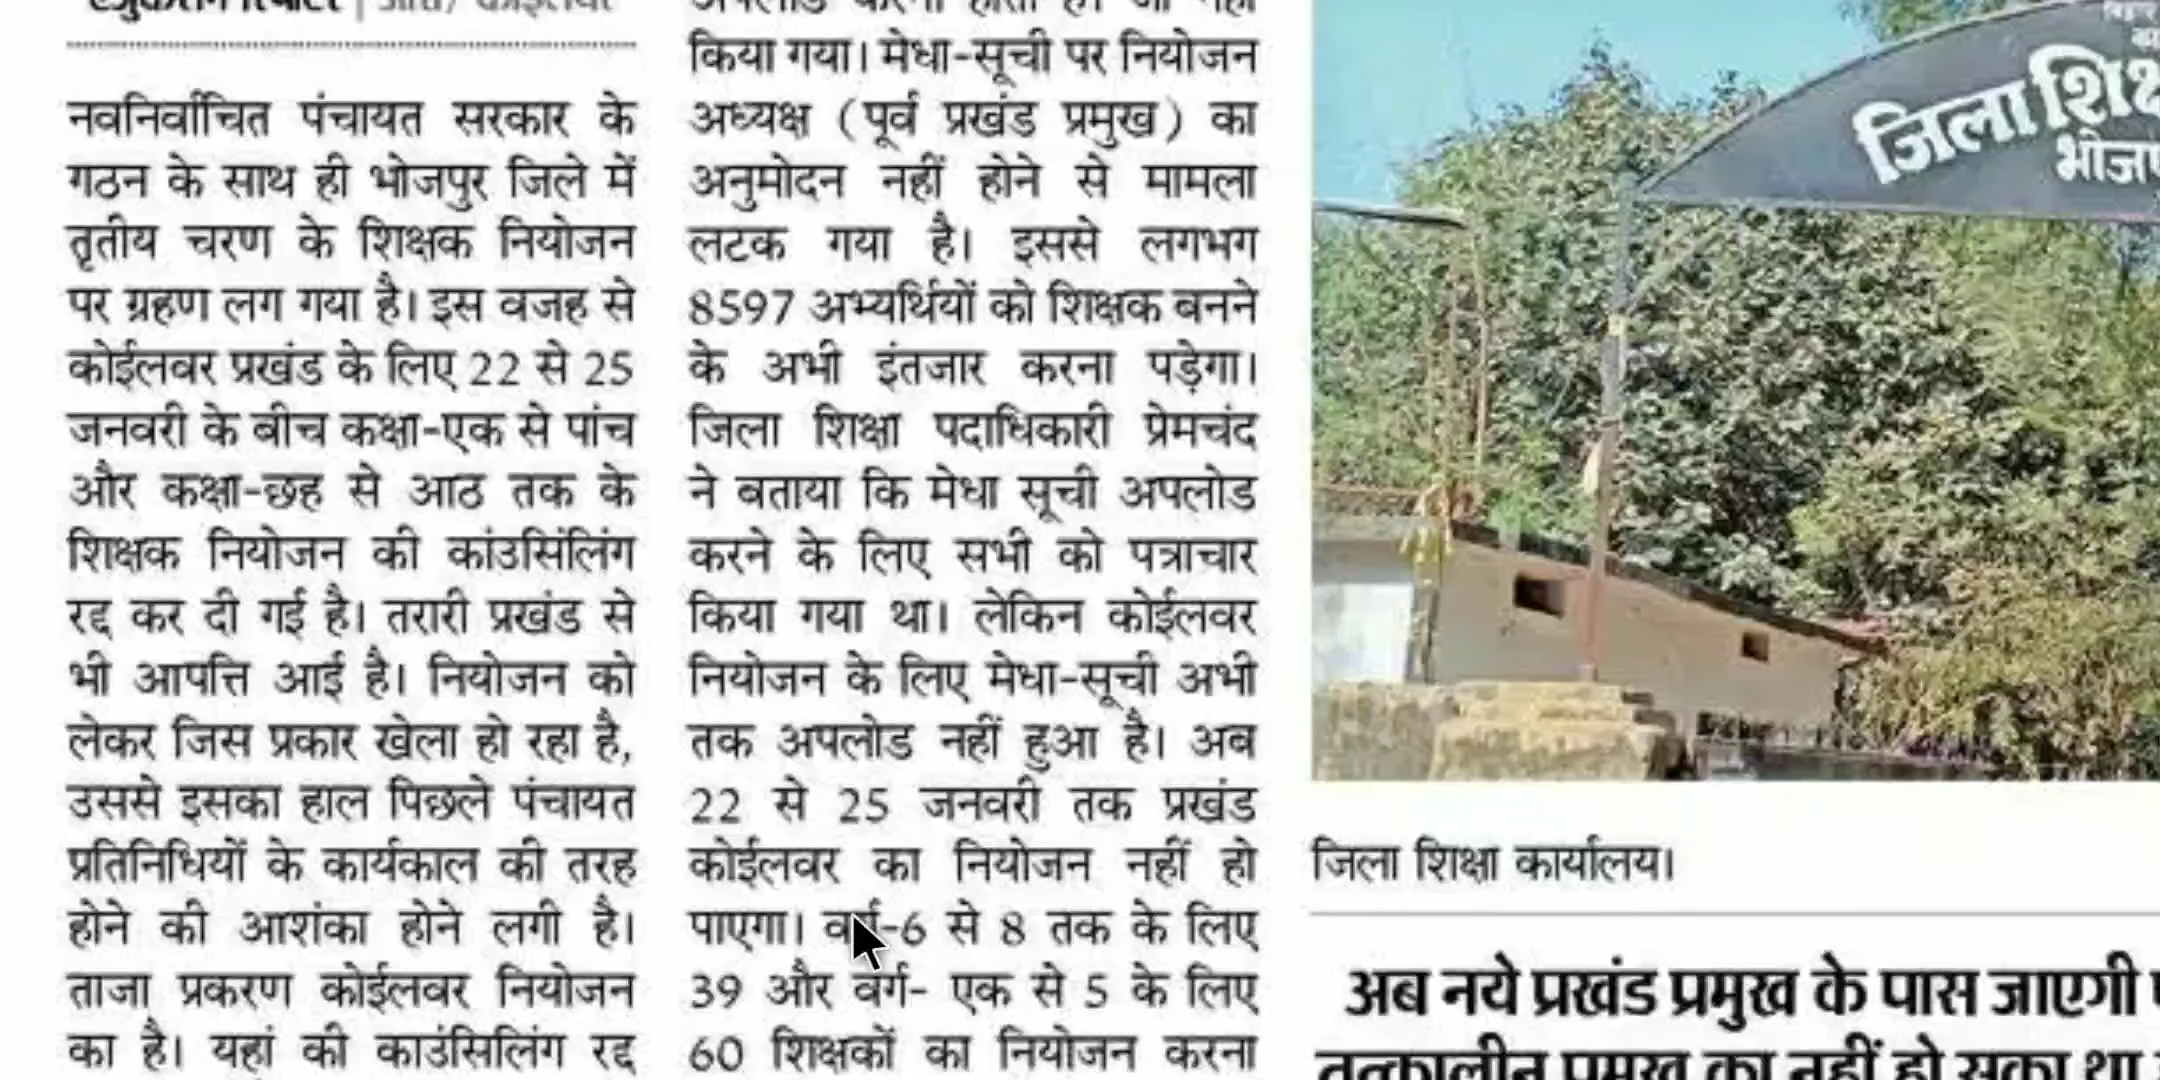 नवनिर्वाचित पंचायत सरकार के
गठन के साथ ही भोजपुर जिले में
तृतीय चरण के शिक्षक नियोजन
पर ग्रहण लग गया है। इस वजह से
कोईलवर प्रखंड के लिए 22 से 25
जनवरी के बीच कक्षा-एक से पांच
और कक्षा-छह से आठ तक के
शिक्षक नियोजन की कांउसिंलिंग
रद्द कर दी गई है। तरारी प्रखंड से
भी आपत्ति आई है। नियोजन को
लेकर जिस प्रकार खेला हो रहा है,
उससे इसका हाल पिछले पंचायत
प्रतिनिधियों के कार्यकाल की तरह
होने की आशंका होने लगी है।
ताजा प्रकरण कोईलवर नियोजन
का है। यहां की काउंसिलिंग रद्द
किया गया। मेधा-सूची पर नियोजन
अध्यक्ष (पूर्व प्रखंड प्रमुख) का
अनुमोदन नहीं होने से मामला
लटक गया है। इससे लगभग
8597 अभ्यर्थियों को शिक्षक बनने
के अभी इंतजार करना पड़ेगा।
जिला शिक्षा पदाधिकारी प्रेमचंद
ने बताया कि मेधा सूची अपलोड
करने के लिए सभी को पत्राचार
किया गया था। लेकिन कोईलवर
नियोजन के लिए मेधा-सूची अभी
तक अपलोड नहीं हुआ है। अब
22 से 25 जनवरी तक प्रखंड
कोईलवर का नियोजन नहीं हो
पाएगा। वर्ग-6 से 8 तक के लिए
39 और वर्ग- एक से 5 के लिए
60 शिक्षकों का नियोजन करना
जिला
जिला शिक्षा कार्यालय।
अब नये प्रखंड प्रमुख के पास जाएगी
तत्कालीन प्रमुख का नहीं हो सका था